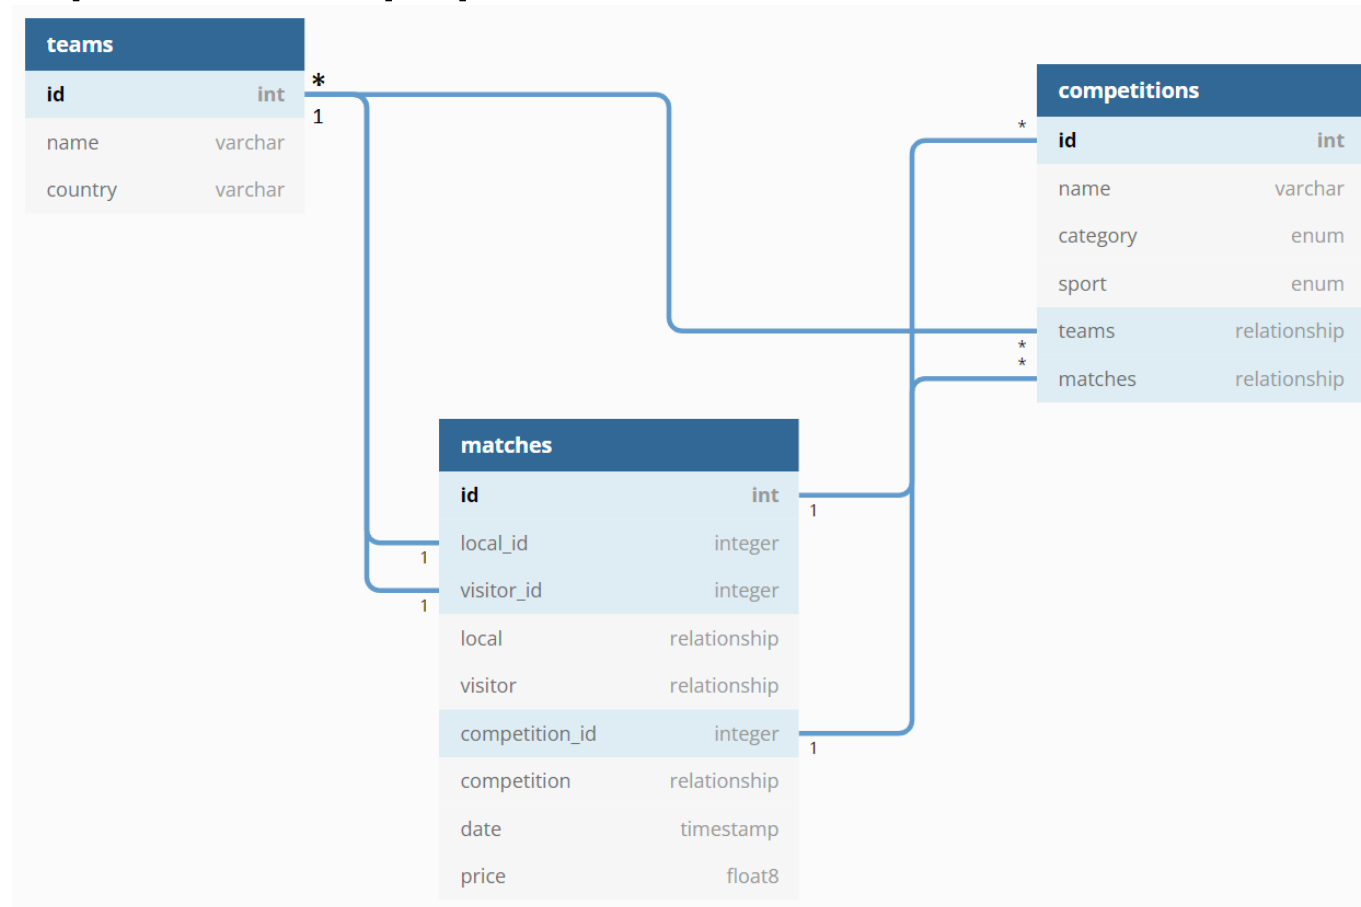 teams
id int
name varchar
country varchar
*
1
competitions
*
id int
name varchar
category enum
sport enum
teams relationship
*
*
matches relationship
matches
id int
1
local_id integer
1
visitor_id integer
1
local relationship
visitor relationship
competition_id integer
1
competition relationship
date timestamp
price float8